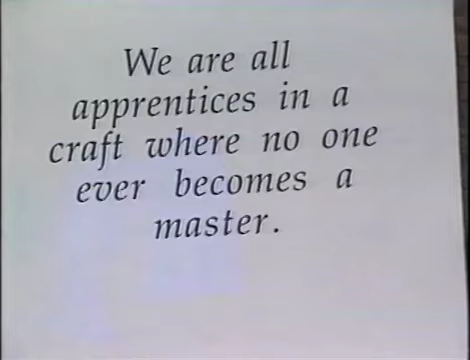 We are all
apprentices in a
craft where no one
ever becomes a
master.